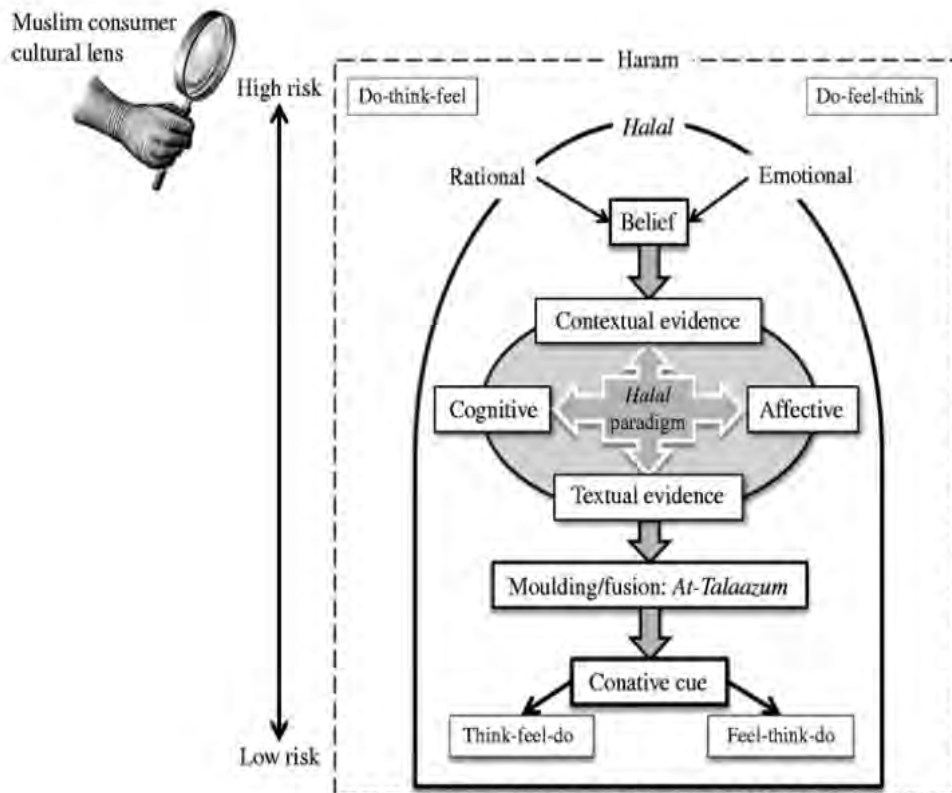 Muslim consumer
cultural lens
High risk
Haram
Do-think-feel
Do-feel-think
Halal
Rational
Emotional
Belief
Contextual evidence
Cognitive
Halal
paradigm
Affective
Textual evidence
Moulding/fusion: At-Talaazum
Conative cue
Think-feel-do
Feel-think-do
Low risk